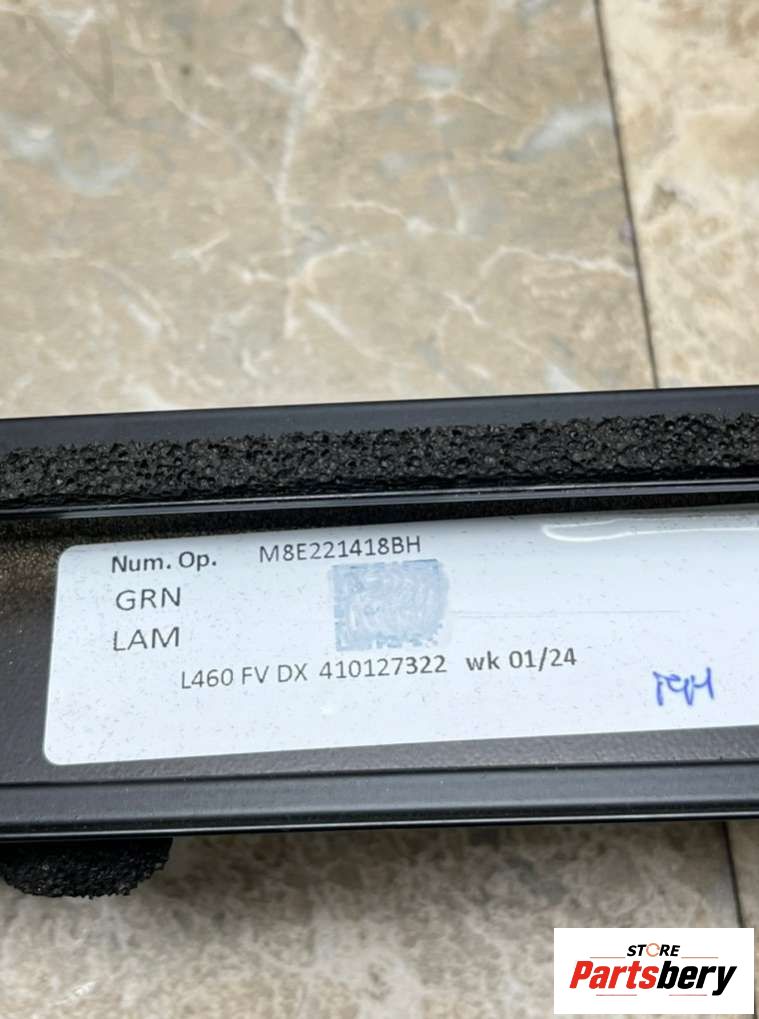 Num. Op. M8E221418BH
GRN
LAM
L460 FV DX 410127322 wk 01/24
STORE
Partsbery